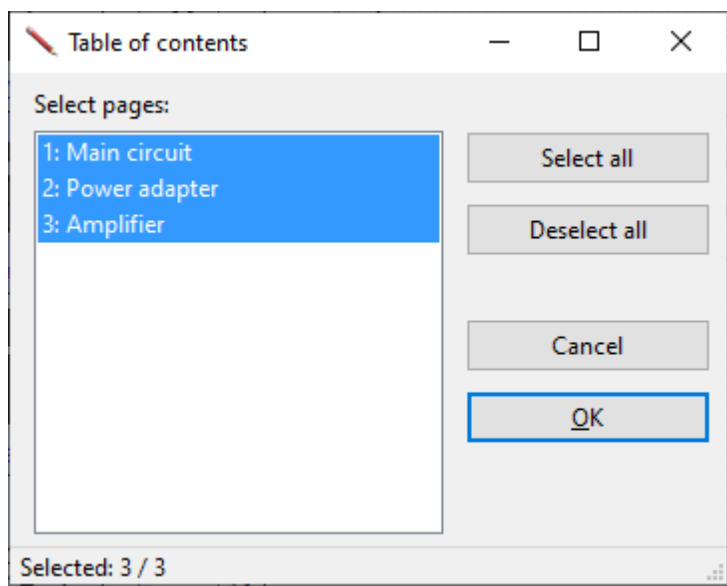 Table of contents
Select pages:
1: Main circuit
2: Power adapter
3: Amplifier
Select all
Deselect all
Cancel
OK
Selected: 3 / 3